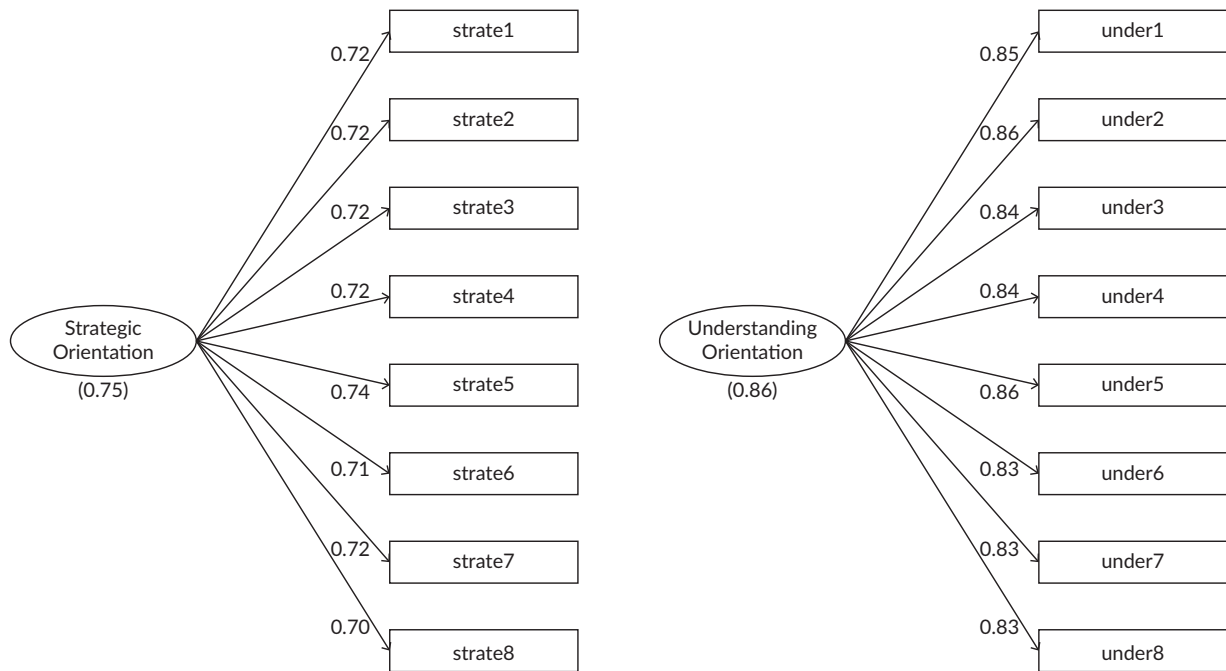 strate1
0.72
strate2
0.72
strate3
0.72
strate4
0.72
Strategic
Orientation
(0.75)
strate5
0.74
strate6
0.71
strate7
0.72
strate8
0.70
under1
0.85
under2
0.86
under3
0.84
under4
0.84
Understanding
Orientation
(0.86)
under5
0.86
under6
0.83
under7
0.83
under8
0.83